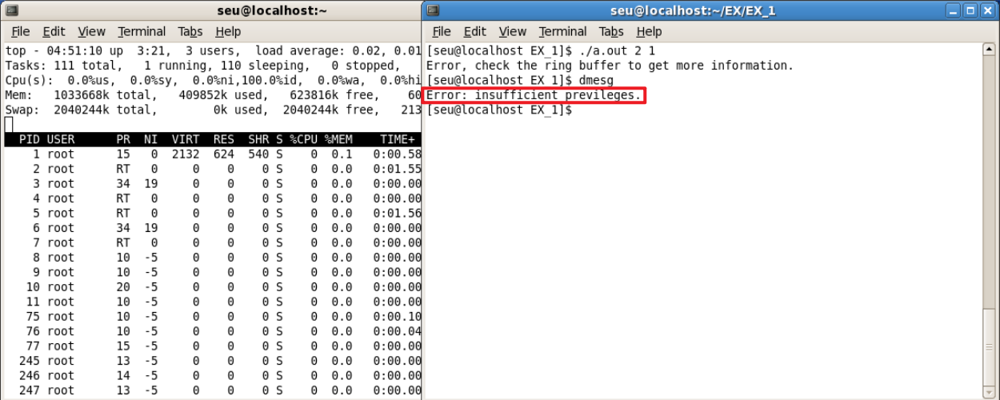 seu@localhost:~
File Edit View Terminal Tabs Help
top - 04:51:10 up 3:21, 3 users, load average: 0.02, 0.01
Tasks: 111 total, 1 running, 110 sleeping, 0 stopped,
Cpu(s): 0.0%us, 0.0%sy, 0.0%ni,100.0%id, 0.0%wa, 0.0%hi
Mem: 1033668k total, 409852k used, 623816k free, 60
Swap: 2040244k total, 0k used, 2040244k free, 213
PID USER PR NI VIRT RES SHR S %CPU %MEM TIME+
1 root 15 0 2132 624 540 S 0 0.1 0:00.58
2 root RT 0 0 0 0 S 0 0.0 0:01.55
3 root 34 19 0 0 0 S 0 0.0 0:00.00
4 root RT 0 0 0 0 S 0 0.0 0:00.00
5 root RT 0 0 0 0 S 0 0.0 0:01.56
6 root 34 19 0 0 0 S 0 0.0 0:00.00
7 root RT 0 0 0 0 S 0 0.0 0:00.00
8 root 10 -5 0 0 0 S 0 0.0 0:00.00
9 root 10 -5 0 0 0 S 0 0.0 0:00.00
10 root 20 -5 0 0 0 S 0 0.0 0:00.00
11 root 10 -5 0 0 0 S 0 0.0 0:00.00
75 root 10 -5 0 0 0 S 0 0.0 0:00.10
76 root 10 -5 0 0 0 S 0 0.0 0:00.04
77 root 15 -5 0 0 0 S 0 0.0 0:00.00
245 root 13 -5 0 0 0 S 0 0.0 0:00.00
246 root 14 -5 0 0 0 S 0 0.0 0:00.00
247 root 13 -5 0 0 0 S 0 0.0 0:00.00
seu@localhost:~/EX/EX_1
File Edit View Terminal Tabs Help
[seu@localhost EX_1]$ ./a.out 2 1
Error, check the ring buffer to get more information.
[seu@localhost EX_1]$ dmesg
Error: insufficient previleges.
[seu@localhost EX_1]$